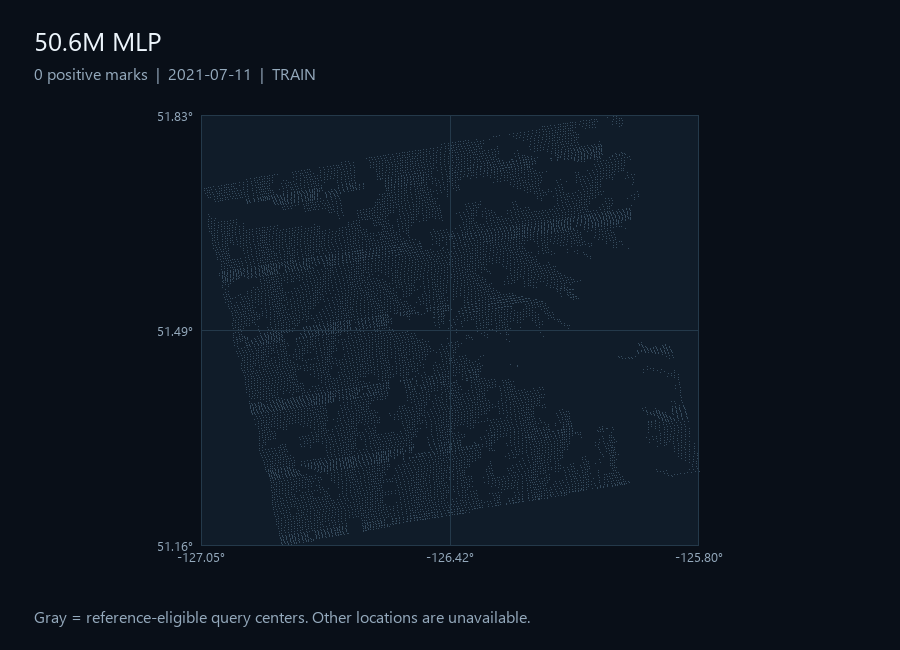 50.6M MLP
0 positive marks | 2021-07-11 | TRAIN
51.83°
51.49°
51.16°
-127.05°
-126.42°
-125.80°
Gray = reference-eligible query centers. Other locations are unavailable.